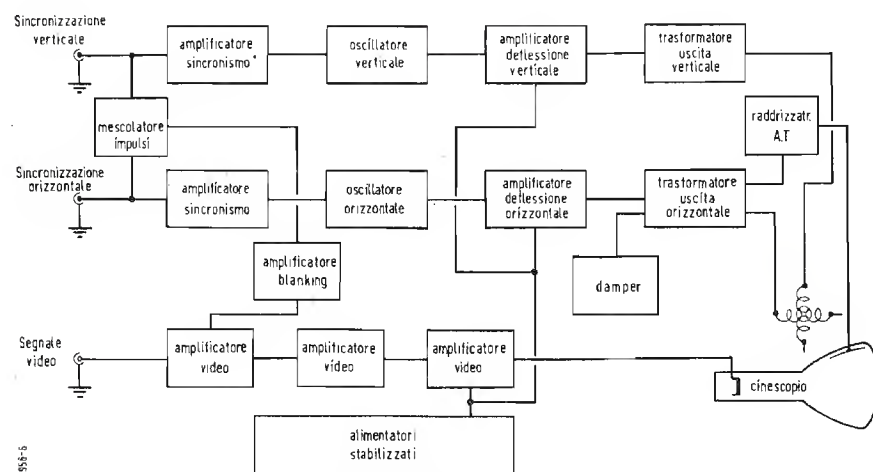 Sincronizzazione
verticale
amplificatore
sincronismo
oscillatore
verticale
amplificatore
deflessione
verticale
trasformatore
uscita
verticale
mescolatore
impulsi
raddrizzatr.
A.T
Sincronizzazione
orizzontale
amplificatore
sincronismo
oscillatore
orizzontale
amplificatore
deflessione
orizzontale
trasformatore
uscita
orizzontale
amplificatore
blanking
damper
Segnale
video
amplificatore
video
amplificatore
video
amplificatore
video
cinescopio
alimentatori
stabilizzati
956-6